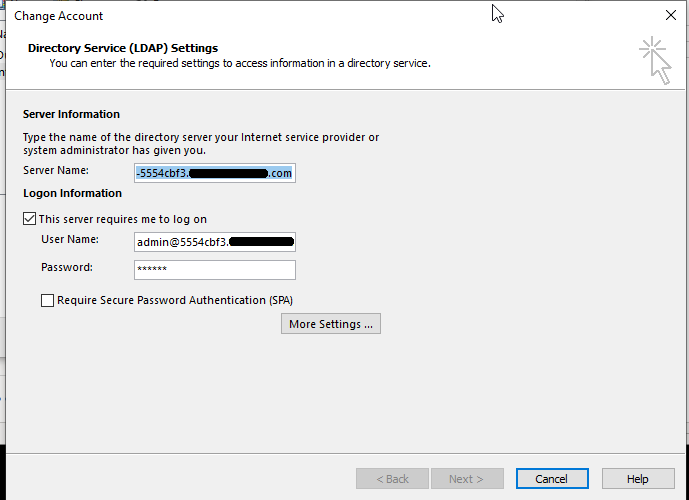 Change Account
Directory Service (LDAP) Settings
You can enter the required settings to access information in a directory service.
Server Information
Type the name of the directory server your Internet service provider or
system administrator has given you.
Server Name:
-5554cbf3.
.com
Logon Information
This server requires me to log on
User Name:
admin@5554cbf3.
Password:
******
Require Secure Password Authentication (SPA)
More Settings ...
< Back
Next >
Cancel
Help